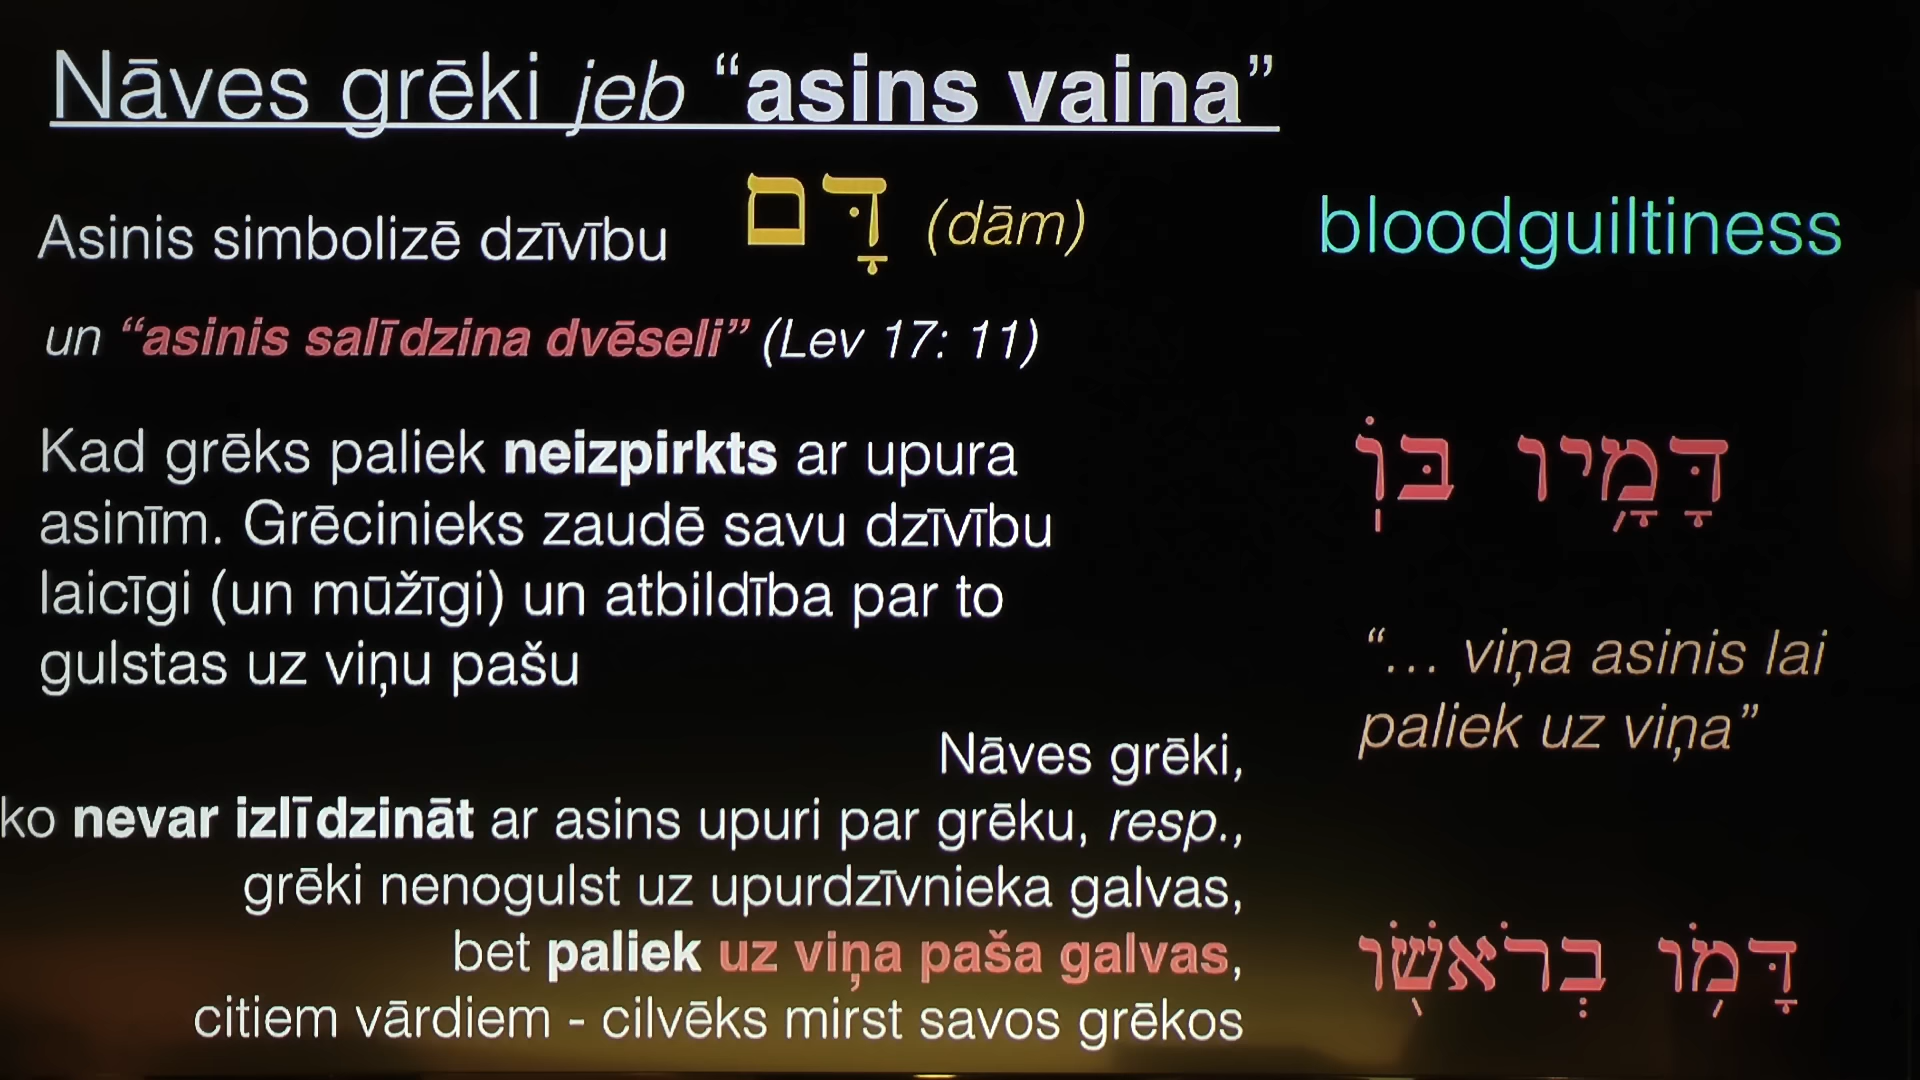 Nāves grēki jeb “asins vaina”
Asinis simbolizē dzīvību דָּם (dām) bloodguiltiness
un “asinis salīdzina dvēseli” (Lev 17: 11)
Kad grēks paliek neizpirkts ar upura
asinīm. Grēcinieks zaudē savu dzīvību
laicīgi (un mūžīgi) un atbildība par to
gulstas uz viņu pašu
דָּמָ֥יו בּֽוֹ
“... viņa asinis lai
paliek uz viņa”
Nāves grēki,
ko nevar izlīdzināt ar asins upuri par grēku, resp.,
grēki nenogulst uz upurdzīvnieka galvas,
bet paliek uz viņa paša galvas,
citiem vārdiem - cilvēks mirst savos grēkos
דָּמ֥וֹ בְרֹאשׁ֖וֹ